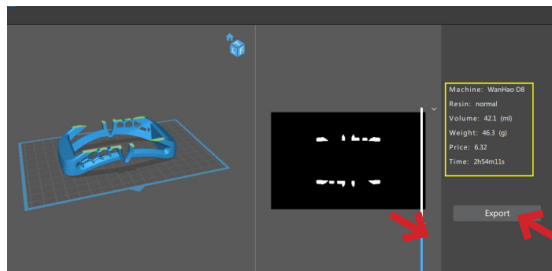 Machine: WanHao D8
Resin: normal
Volume: 42.1 (ml)
Weight: 46.3 (g)
Price: 6.32
Time: 2h54m11s
Export